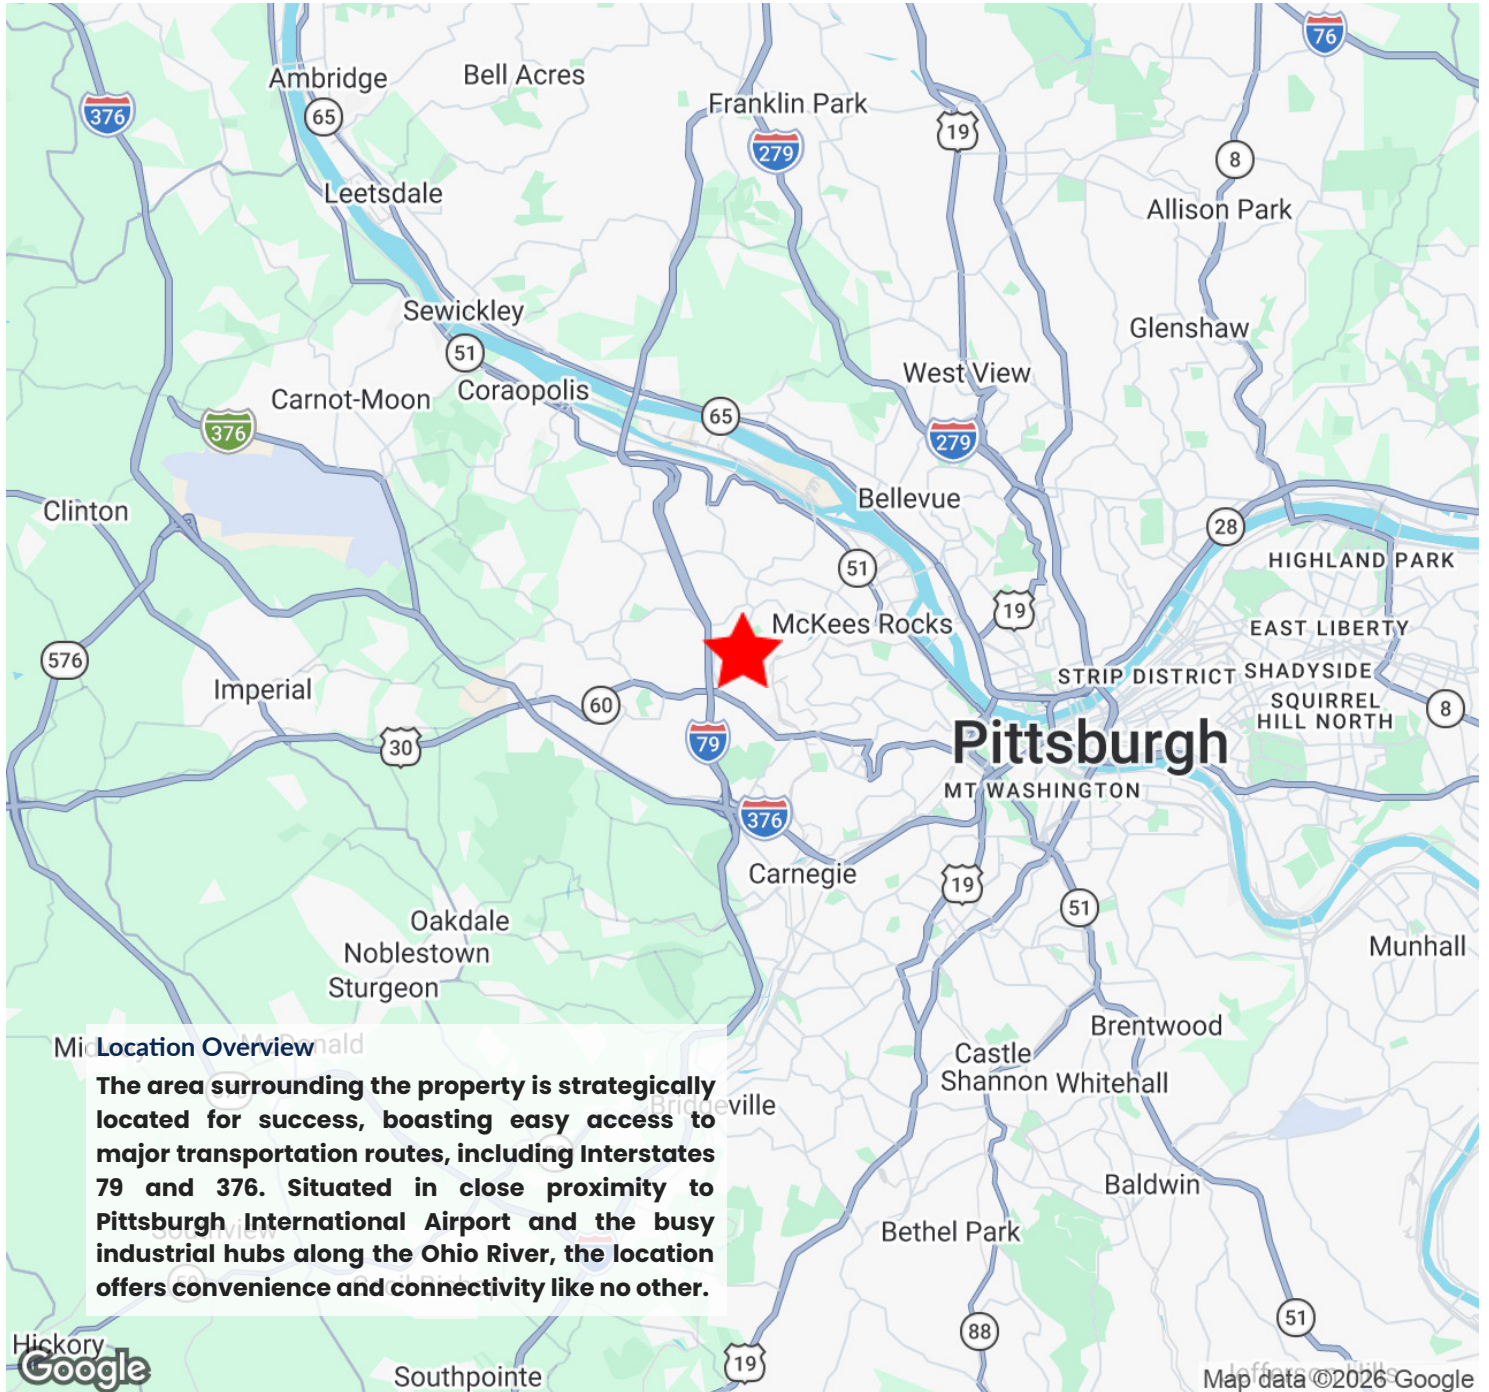 76
Ambridge
Bell Acres
376
65
Franklin Park
19
279
8
Leetsdale
Allison Park
Sewickley
51
Glenshaw
West View
Coraopolis
Carnot-Moon
65
376
279
Bellevue
Clinton
28
HIGHLAND PARK
51
19
McKees Rocks
EAST LIBERTY
576
STRIP DISTRICT
SHADYSIDE
Imperial
SQUIRREL
HILL NORTH
60
8
30
79
Pittsburgh
MT WASHINGTON
376
Carnegie
19
51
Oakdale
Noblestown
Munhall
Sturgeon
Brentwood
Castle
Shannon
Whitehall
McDonald
Location Overview
The area surrounding the property is strategically
located for success, boasting easy access to
major transportation routes, including Interstates
79 and 376. Situated in close proximity to
Pittsburgh International Airport and the busy
industrial hubs along the Ohio River, the location
offers convenience and connectivity like no other.
Bridgeville
Baldwin
Southview
Bethel Park
50
51
88
Hickory
Google
19
Southpointe
Jefferson Hills
Map data ©2026 Google